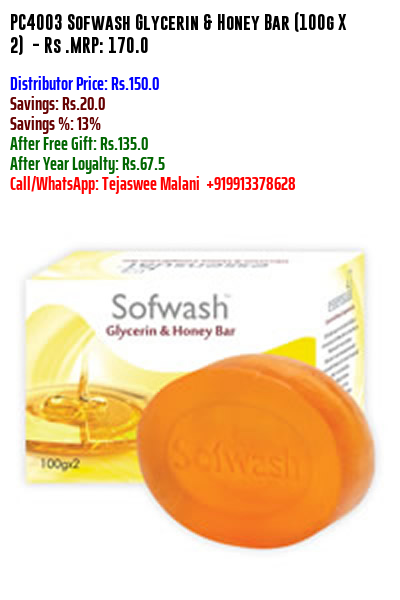 PC4003 Sofwash Glycerin & Honey Bar (100g X
2) - Rs .MRP: 170.0
Distributor Price: Rs.150.0
Savings: Rs.20.0
Savings %: 13%
After Free Gift: Rs.135.0
After Year Loyalty: Rs.67.5
Call/WhatsApp: Tejaswee Malani +919913378628
Sofwash™
Glycerin & Honey Bar
Sofwash
100gx2